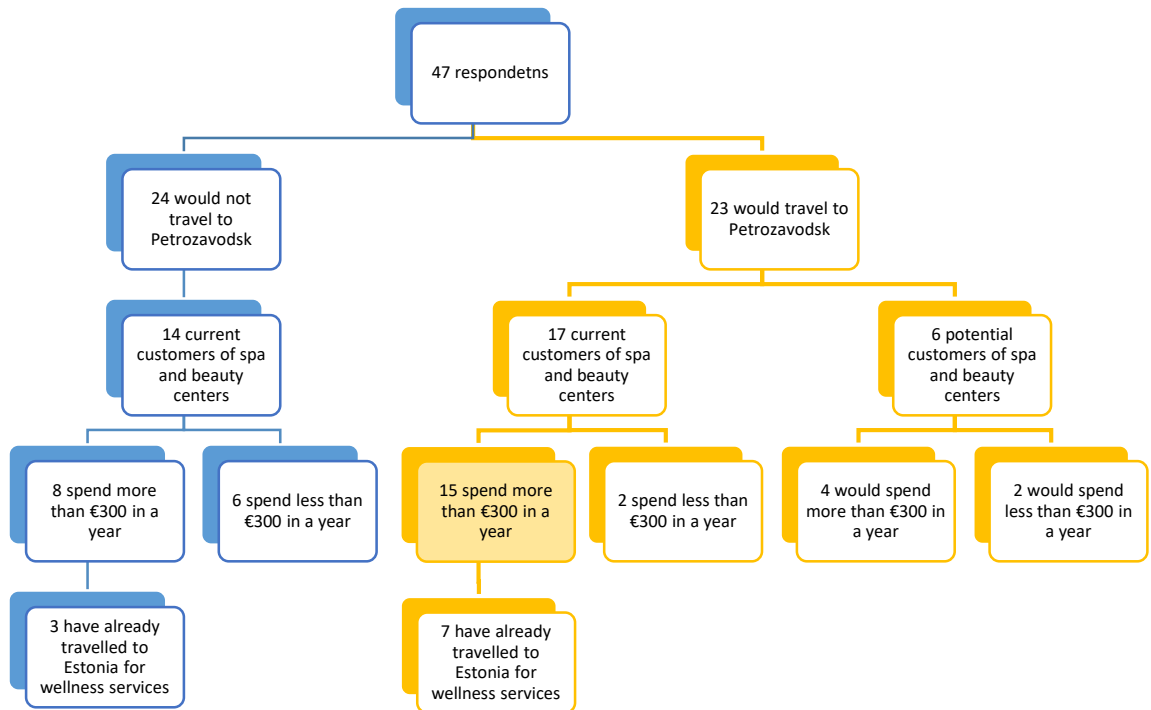 47 respondetns
24 would not
travel to
Petrozavodsk
23 would travel to
Petrozavodsk
14 current
customers of spa
and beauty
centers
17 current
customers of spa
and beauty
centers
6 potential
customers of spa
and beauty
centers
8 spend more
than €300 in a
year
6 spend less than
€300 in a year
15 spend more
than €300 in a
year
2 spend less than
€300 in a year
4 would spend
more than €300 in
a year
2 would spend
less than €300 in
a year
3 have already
travelled to
Estonia for
wellness services
7 have already
travelled to
Estonia for
wellness services